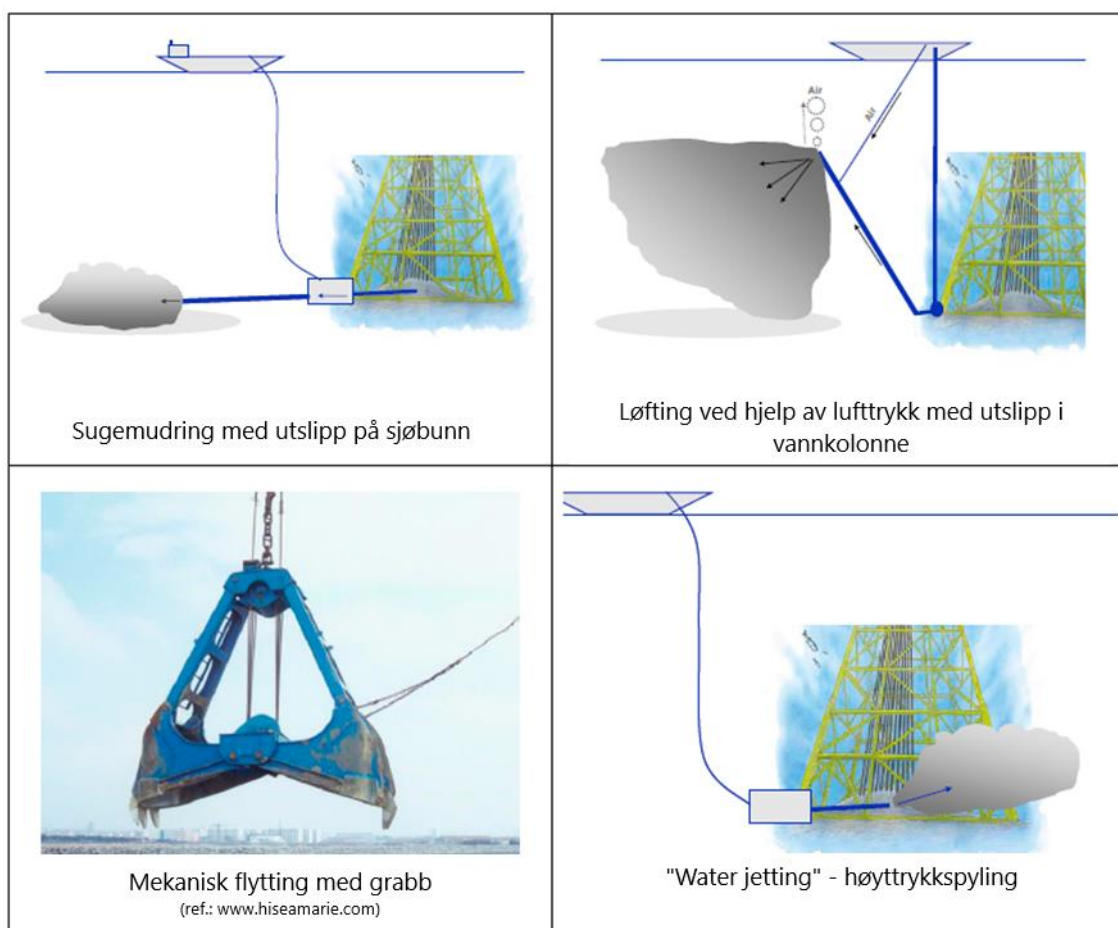 Sugemudring med utslipp på sjøbunn
Air
Air
Løfting ved hjelp av lufttrykk med utslipp i
vannkolonne
Mekanisk flytting med grabb
(ref.: www.hiseamarie.com)
"Water jetting" - høyttrykkspyling